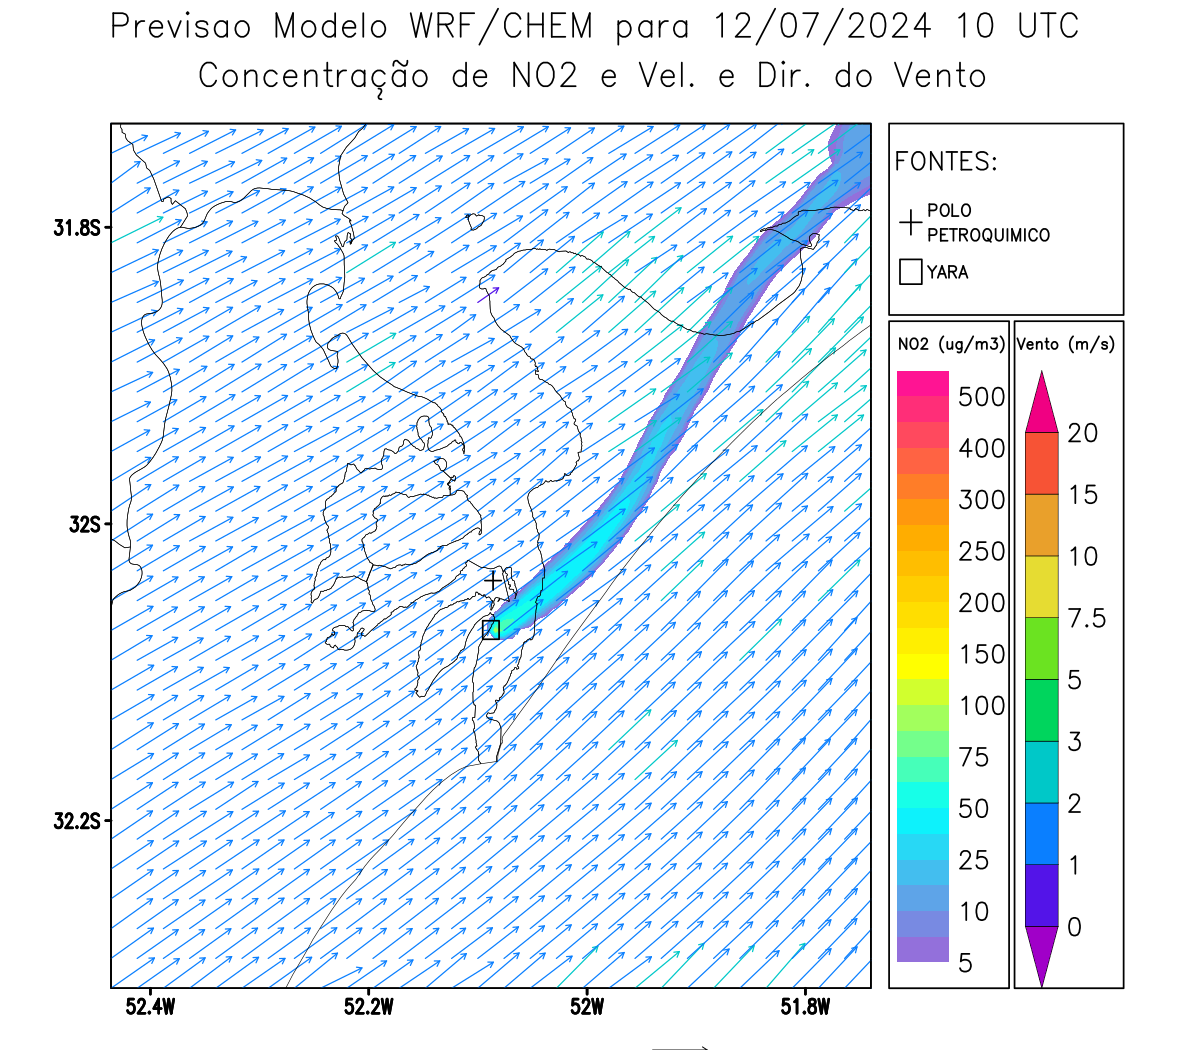 Previsao Modelo WRF/CHEM para 12/07/2024 10 UTC
Concentração de NO2 e Vel. e Dir. do Vento
FONTES:
POLO
PETROQUIMICO
YARA
31.8S
32S
32.2S
52.4W
52.2W
52W
51.8W
NO2 (ug/m3)
500
400
300
250
200
150
100
75
50
25
10
5
Vento (m/s)
20
15
10
7.5
5
3
2
1
0